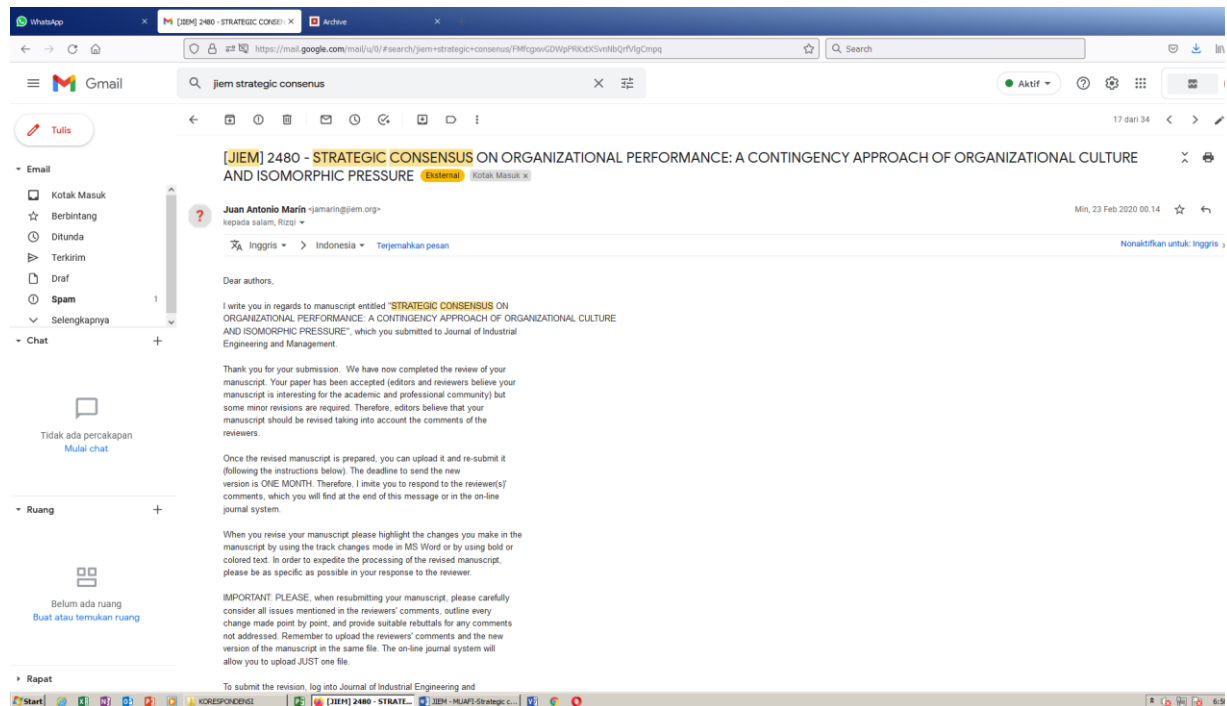 WhatsApp
[JIEM] 2480 - STRATEGIC CONSEN
Archive
https://mail.google.com/mail/u/0/#search/jiem+strategic+consenus/
Search
Gmail
jiem strategic consenus
Aktif
Tulis
17 dari 34
[JIEM] 2480 - STRATEGIC CONSENSUS ON ORGANIZATIONAL PERFORMANCE: A CONTINGENCY APPROACH OF ORGANIZATIONAL CULTURE
AND ISOMORPHIC PRESSURE Eksternal Kotak Masuk x
Email
Kotak Masuk
Berbintang
Ditunda
Terkirim
Draf
Spam 1
Selengkapnya
Chat
Tidak ada percakapan
Mulai chat
Ruang
Belum ada ruang
Buat atau temukan ruang
Rapat
Juan Antonio Marin <jamarin@jiem.org>
Min, 23 Feb 2020 00.14
kepada salam, Rizqi
Inggris > Indonesia Terjemahkan pesan
Nonaktifkan untuk: Inggris
Dear authors,
I write you in regards to manuscript entitled "STRATEGIC CONSENSUS ON
ORGANIZATIONAL PERFORMANCE: A CONTINGENCY APPROACH OF ORGANIZATIONAL CULTURE
AND ISOMORPHIC PRESSURE", which you submitted to Journal of Industrial
Engineering and Management.
Thank you for your submission. We have now completed the review of your
manuscript. Your paper has been accepted (editors and reviewers believe your
manuscript is interesting for the academic and professional community) but
some minor revisions are required. Therefore, editors believe that your
manuscript should be revised taking into account the comments of the
reviewers.
Once the revised manuscript is prepared, you can upload it and re-submit it
(following the instructions below). The deadline to send the new
version is ONE MONTH. Therefore, I invite you to respond to the reviewer(s)'
comments, which you will find at the end of this message or in the on-line
journal system.
When you revise your manuscript please highlight the changes you make in the
manuscript by using the track changes mode in MS Word or by using bold or
colored text. In order to expedite the processing of the revised manuscript,
please be as specific as possible in your response to the reviewer.
IMPORTANT: PLEASE, when resubmitting your manuscript, please carefully
consider all issues mentioned in the reviewers' comments, outline every
change made point by point, and provide suitable rebuttals for any comments
not addressed. Remember to upload the reviewers' comments and the new
version of the manuscript in the same file. The on-line journal system will
allow you to upload JUST one file.
To submit the revision, log into Journal of Industrial Engineering and
Start
KORESPONDENSI
[JIEM] 2480 - STRATE...
JIEM - MUAFI-Strategic c...